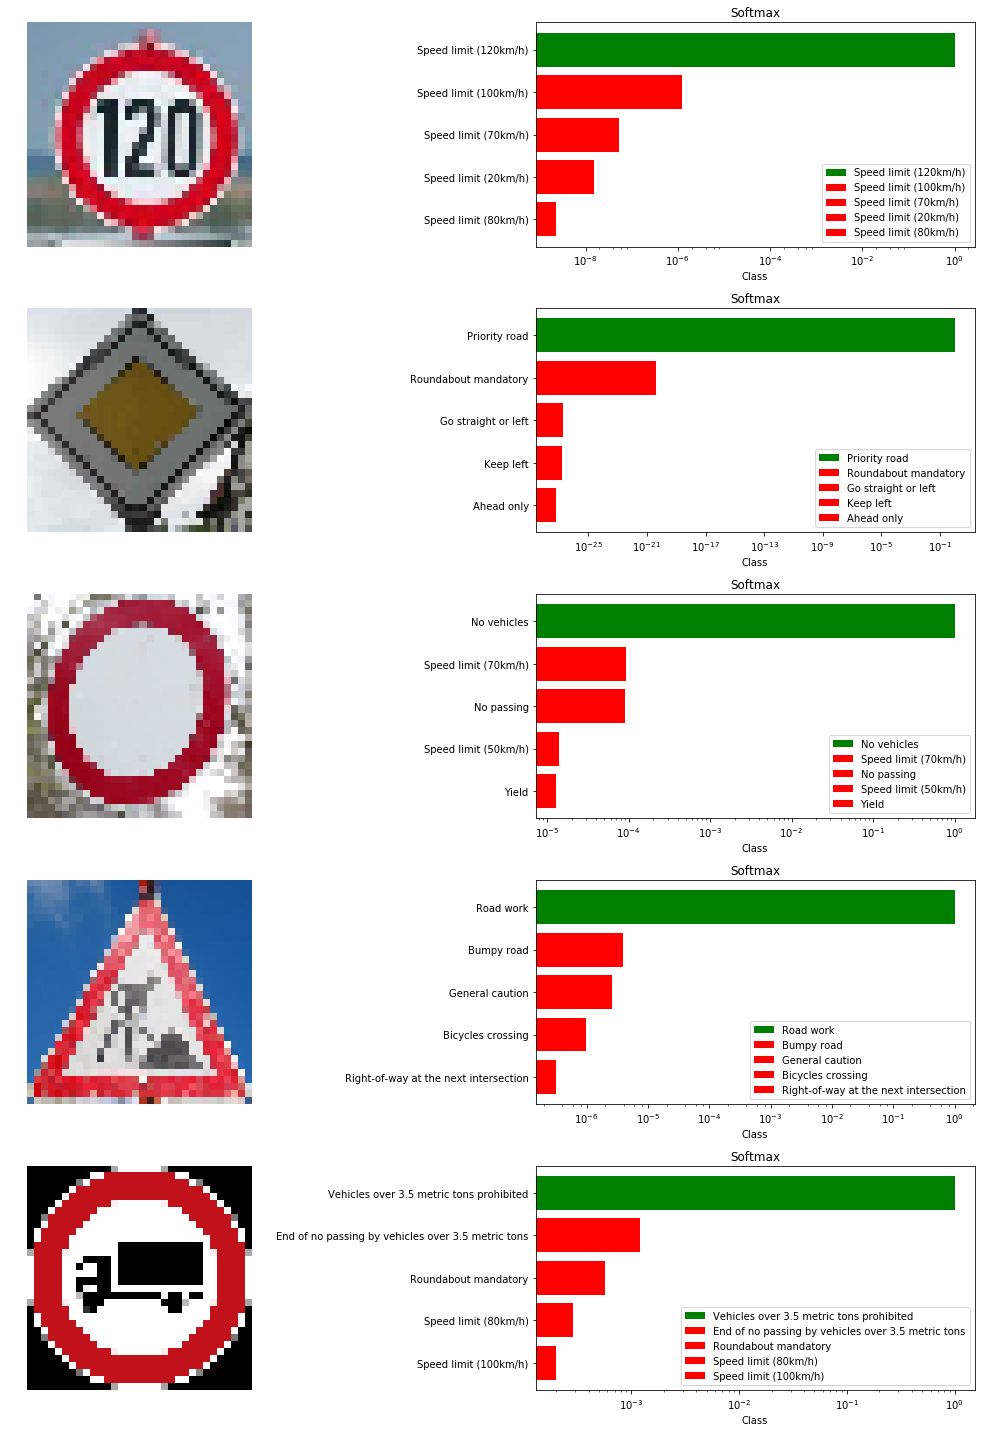 Softmax
120
Speed limit (120km/h)
Speed limit (100km/h)
Speed limit (70km/h)
Speed limit (20km/h)
Speed limit (80km/h)
Speed limit (120km/h)
Speed limit (100km/h)
Speed limit (70km/h)
Speed limit (20km/h)
Speed limit (80km/h)
10⁻⁸ 10⁻⁶ 10⁻⁴ 10⁻² 10⁰
Class
Softmax
Priority road
Roundabout mandatory
Go straight or left
Keep left
Ahead only
Priority road
Roundabout mandatory
Go straight or left
Keep left
Ahead only
10⁻²⁵ 10⁻²¹ 10⁻¹⁷ 10⁻¹³ 10⁻⁹ 10⁻⁵ 10⁻¹
Class
Softmax
No vehicles
Speed limit (70km/h)
No passing
Speed limit (50km/h)
Yield
No vehicles
Speed limit (70km/h)
No passing
Speed limit (50km/h)
Yield
10⁻⁵ 10⁻⁴ 10⁻³ 10⁻² 10⁻¹ 10⁰
Class
Softmax
Road work
Bumpy road
General caution
Bicycles crossing
Right-of-way at the next intersection
Road work
Bumpy road
General caution
Bicycles crossing
Right-of-way at the next intersection
10⁻⁶ 10⁻⁵ 10⁻⁴ 10⁻³ 10⁻² 10⁻¹ 10⁰
Class
Softmax
Vehicles over 3.5 metric tons prohibited
End of no passing by vehicles over 3.5 metric tons
Roundabout mandatory
Speed limit (80km/h)
Speed limit (100km/h)
Vehicles over 3.5 metric tons prohibited
End of no passing by vehicles over 3.5 metric tons
Roundabout mandatory
Speed limit (80km/h)
Speed limit (100km/h)
10⁻³ 10⁻² 10⁻¹ 10⁰
Class